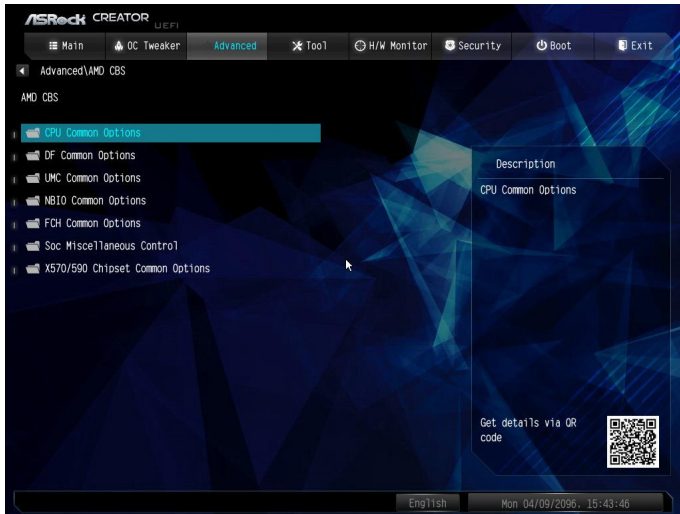 ASRock CREATOR UEFI
Main OC Tweaker Advanced Tool H/W Monitor Security Boot Exit
Advanced\AMD CBS
AMD CBS
CPU Common Options
DF Common Options
UMC Common Options
NBIO Common Options
FCH Common Options
Soc Miscellaneous Control
X570/590 Chipset Common Options
Description
CPU Common Options
Get details via QR
code
English Mon 04/09/2096. 15:43:46